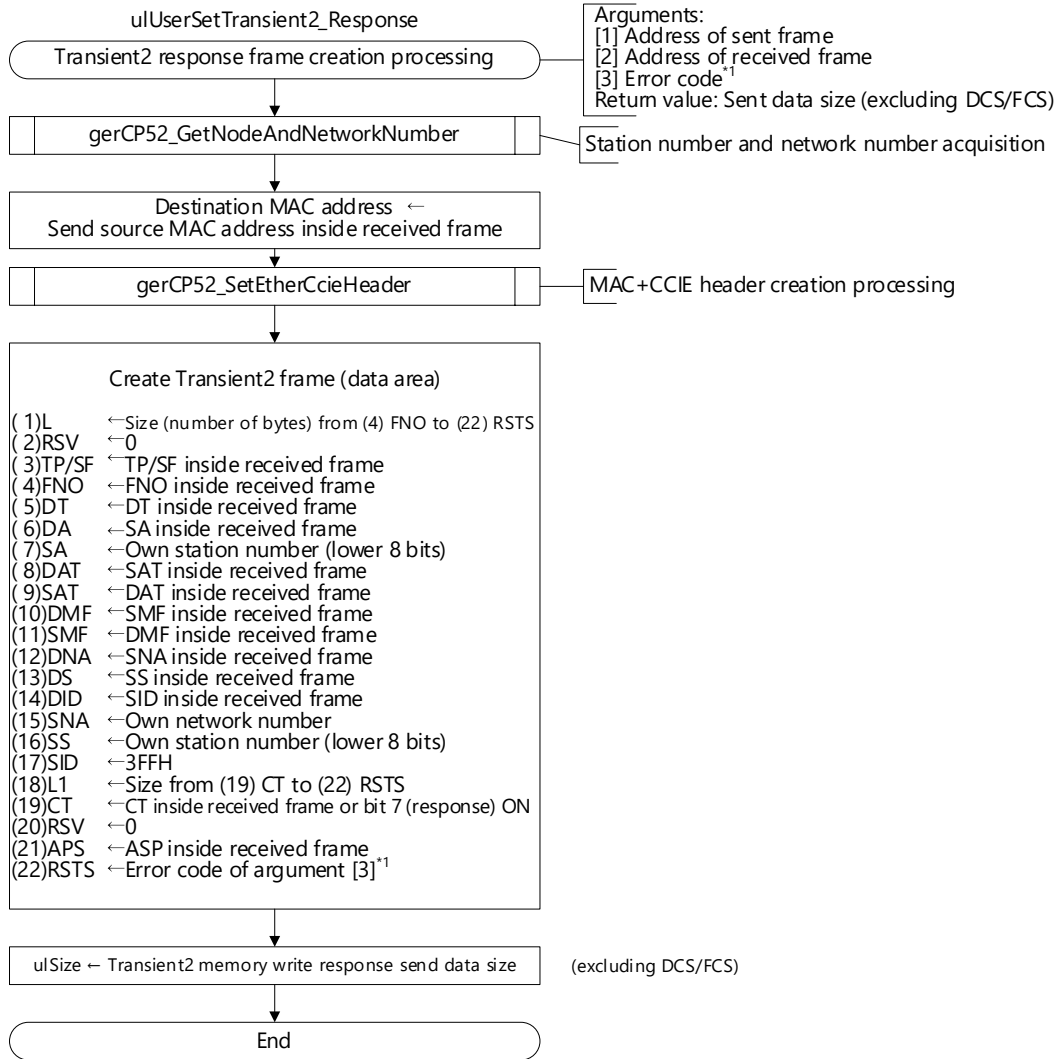 ulUserSetTransient2_Response
Transient2 response frame creation processing
Arguments:
[1] Address of sent frame
[2] Address of received frame
[3] Error code*1
Return value: Sent data size (excluding DCS/FCS)
gerCP52_GetNodeAndNetworkNumber
Station number and network number acquisition
Destination MAC address ←
Send source MAC address inside received frame
gerCP52_SetEtherCcieHeader
MAC+CCIE header creation processing
Create Transient2 frame (data area)
( 1)L ←Size (number of bytes) from (4) FNO to (22) RSTS
( 2)RSV ←0
( 3)TP/SF ←TP/SF inside received frame
( 4)FNO ←FNO inside received frame
( 5)DT ←DT inside received frame
( 6)DA ←SA inside received frame
( 7)SA ←Own station number (lower 8 bits)
( 8)DAT ←SAT inside received frame
( 9)SAT ←DAT inside received frame
(10)DMF ←SMF inside received frame
(11)SMF ←DMF inside received frame
(12)DNA ←SNA inside received frame
(13)DS ←SS inside received frame
(14)DID ←SID inside received frame
(15)SNA ←Own network number
(16)SS ←Own station number (lower 8 bits)
(17)SID ←3FFH
(18)L1 ←Size from (19) CT to (22) RSTS
(19)CT ←CT inside received frame or bit 7 (response) ON
(20)RSV ←0
(21)APS ←ASP inside received frame
(22)RSTS ←Error code of argument [3]*1
ulSize ← Transient2 memory write response send data size (excluding DCS/FCS)
End